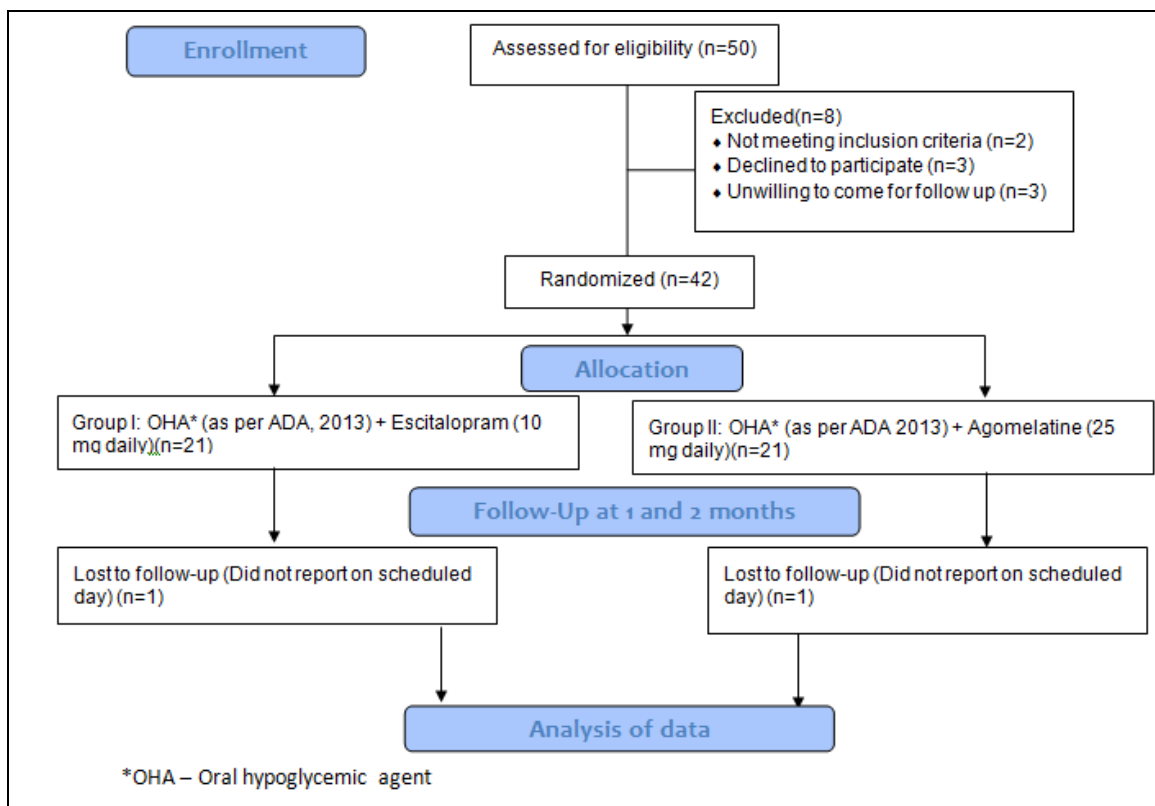 Enrollment
Assessed for eligibility (n=50)
Excluded(n=8)
♦ Not meeting inclusion criteria (n=2)
♦ Declined to participate (n=3)
♦ Unwilling to come for follow up (n=3)
Randomized (n=42)
Allocation
Group I: OHA* (as per ADA, 2013) + Escitalopram (10
mg daily)(n=21)
Group II: OHA* (as per ADA 2013) + Agomelatine (25
mg daily)(n=21)
Follow-Up at 1 and 2 months
Lost to follow-up (Did not report on scheduled
day) (n=1)
Lost to follow-up (Did not report on scheduled
day) (n=1)
Analysis of data
*OHA – Oral hypoglycemic agent